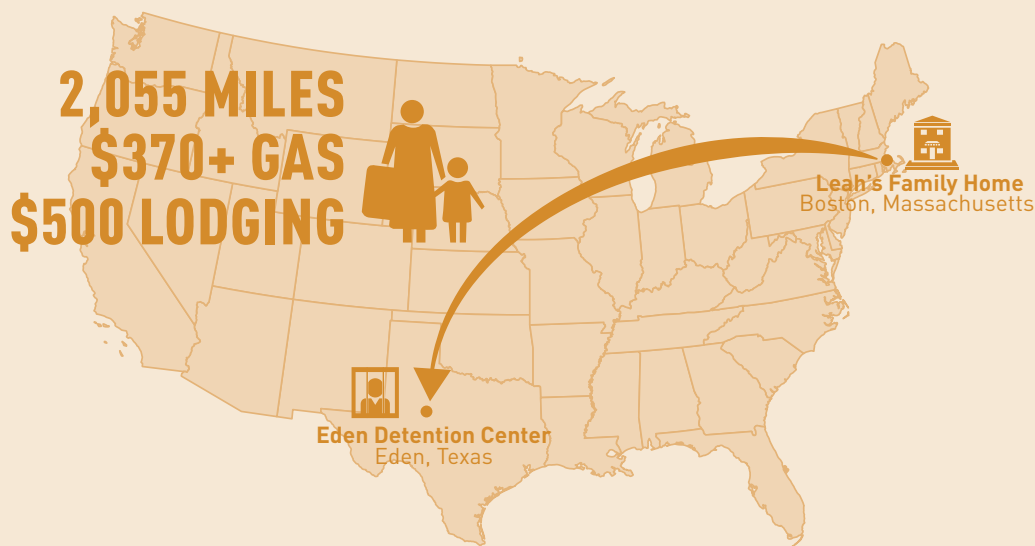 2,055 MILES
$370+ GAS
$500 LODGING
Leah's Family Home
Boston, Massachusetts
Eden Detention Center
Eden, Texas